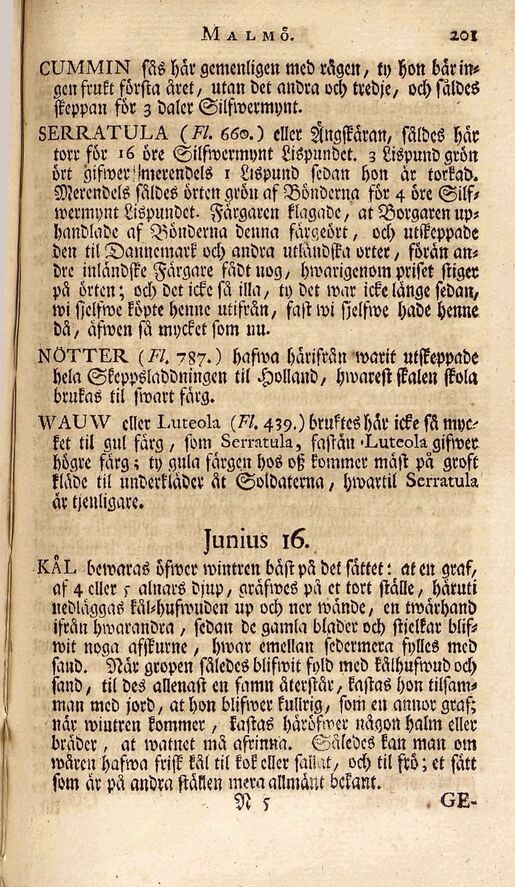 MALMÖ. 201
CUMMIN sås här gemenligen med rågen, ty hon bär in-
gen frukt första året, utan det andra och tredje, och såldes
skeppan för 3 daler Silfwermynt.
SERRATULA (Fl. 660.) eller Ängskäran, såldes här
torr för 16 öre Silfwermynt Lispundet. 3 Lispund grön
ört gifwer merendels 1 Lispund sedan hon är torkad.
Merendels såldes örten grön af Bönderna för 4 öre Silf-
wermynt Lispundet. Färgaren klagade, at Borgaren up-
handlade af Bönderna denna färgeört, och utskeppade
den til Dannemark och andra utländska orter, förän an-
dre inländske Färgare fådt nog, hwarigenom priset stiger
på örten; och det icke så illa, ty det war icke länge sedan,
wi sjelfwe köpte henne utifrån, fast wi sjelfwe hade henne
då, äfwen så mycket som nu.
NÖTTER (Fl. 787.) hafwa härifrån warit utskeppade
hela Skeppsladdningen til Holland, hwarest skalen skola
brukas til swart färg.
WAUW eller Luteola (Fl. 439.) bruktes här icke så myc-
ket til gul färg, som Serratula, fastän Luteola gifwer
högre färg; ty gula färgen hos oß kommer mäst på groft
kläde til underkläder åt Soldaterna, hwartil Serratula
är tjenligare.
Junius 16.
KÅL bewaras öfwer wintren bäst på det sättet: at en graf,
af 4 eller 5 alnars djup, gräfwes på et tort ställe, häruti
nedläggas kål-hufwuden up och ner wände, en twärhand
ifrån hwarandra, sedan de gamla blader och stjelkar blif-
wit noga afskurne, hwar emellan sedermera fylles med
sand. När gropen således blifwit fyld med kålhufwud och
sand, til des allenast en famn återstår, kastas hon tilsam-
man med jord, at hon blifwer kullrig, som en annor graf;
när wintren kommer, kastas häröfwer någon halm eller
bräder, at watnet må afrinna. Således kan man om
wåren hafwa frisk kål til kok eller sallat, och til frö; et sätt
som är på andra ställen mera allmänt bekant.
N 5 GE-